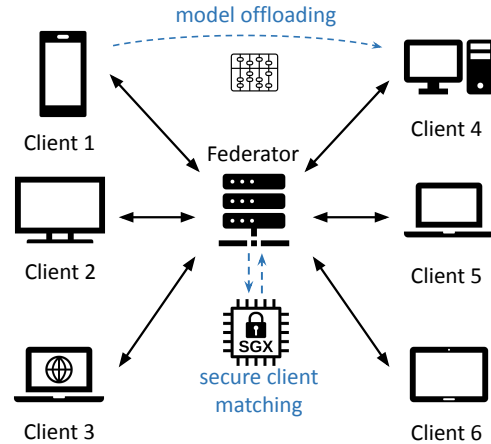 model offloading
Client 1
Client 4
Federator
Client 2
Client 5
SGX
secure client
matching
Client 3
Client 6